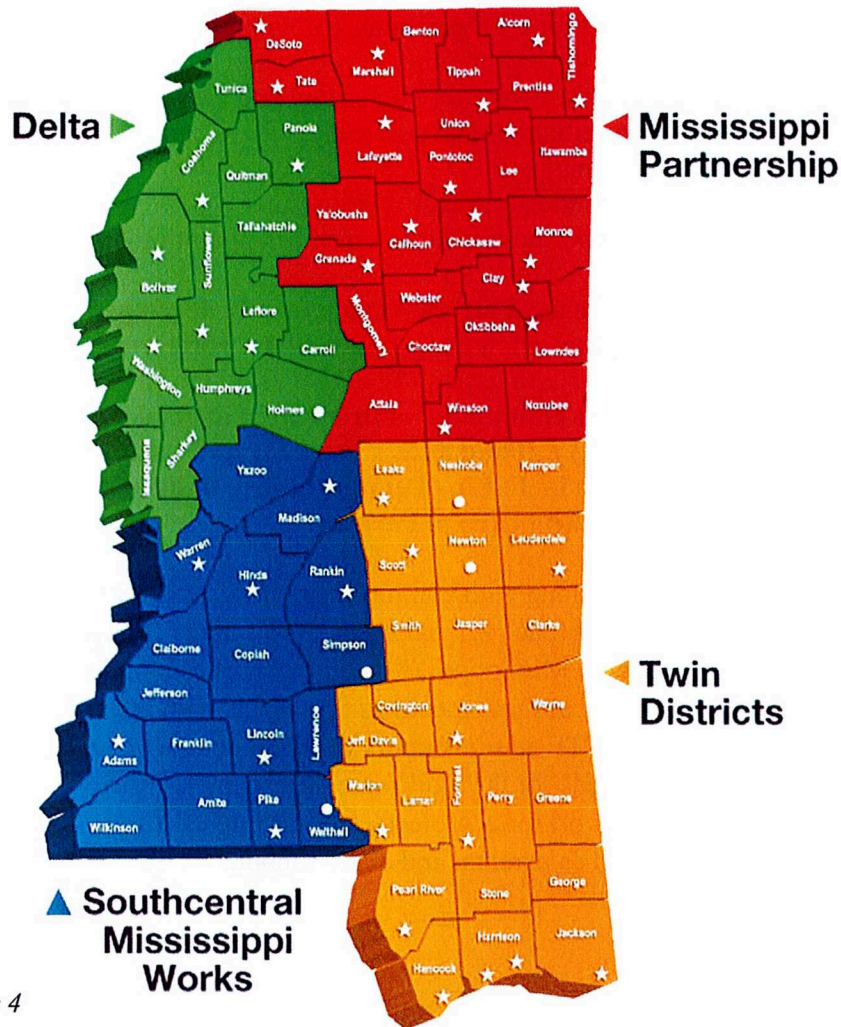 DeSoto
Benton
Alcorn
Tishomingo
Marshall
Tippah
Prentiss
Tate
Tunica
Delta
Mississippi
Partnership
Coahoma
Panola
Quitman
Lafayette
Union
Pontotoc
Lee
Itawamba
Yalobusha
Tallahatchie
Calhoun
Chickasaw
Monroe
Grenada
Bolivar
Sunflower
Leflore
Clay
Webster
Montgomery
Oktibbeha
Choctaw
Lowndes
Carroll
Washington
Humphreys
Holmes
Attala
Winston
Noxubee
Issaquena
Sharkey
Yazoo
Madison
Leake
Neshoba
Kemper
Warren
Hinds
Rankin
Scott
Newton
Lauderdale
Smith
Jasper
Clarke
Claiborne
Copiah
Simpson
Twin
Districts
Jefferson
Adams
Franklin
Lincoln
Lawrence
Jeff. Davis
Covington
Jones
Wayne
Wilkinson
Amite
Pike
Walthall
Marion
Lamar
Forrest
Perry
Greene
Southcentral
Mississippi
Works
Pearl River
Stone
George
Hancock
Harrison
Jackson
4